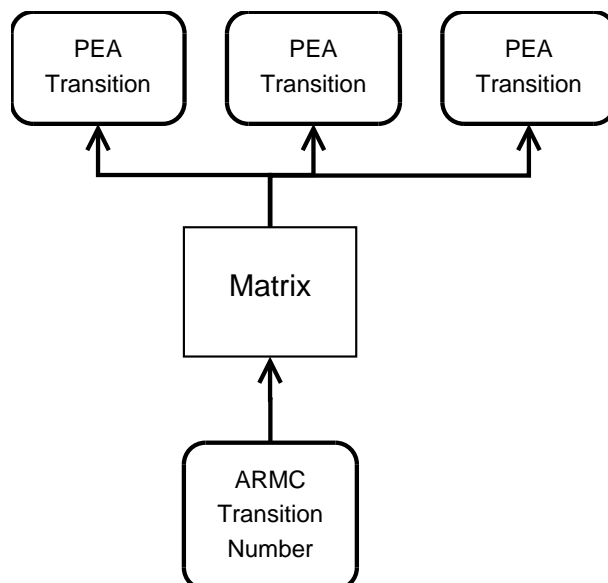 PEA
Transition
PEA
Transition
PEA
Transition
Matrix
ARMC
Transition
Number